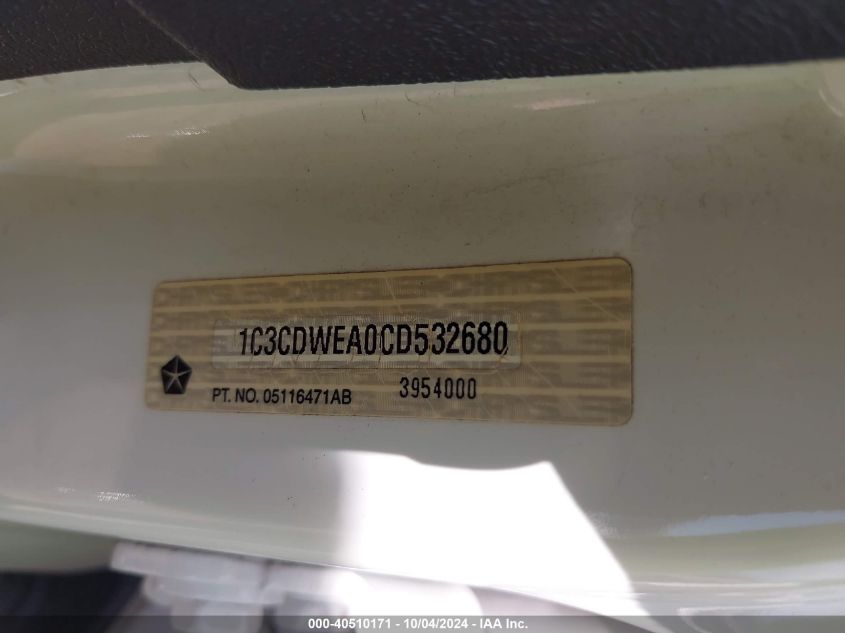 1C3CDWEA0CD532680
PT. NO. 05116471AB 3954000
000-40510171 - 10/04/2024 - IAA Inc.